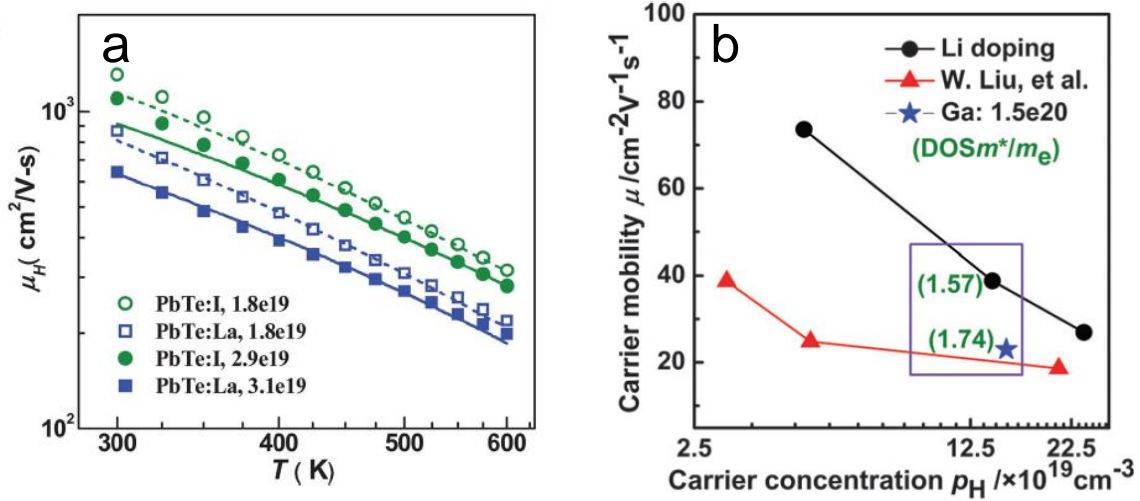 a
10³
10²
μH( cm²/V-s)
PbTe:I, 1.8e19
PbTe:La, 1.8e19
PbTe:I, 2.9e19
PbTe:La, 3.1e19
300
400
500
600
T ( K)
b
100
80
60
40
20
Carrier mobility μ /cm⁻²V⁻¹s⁻¹
Li doping
W. Liu, et al.
Ga: 1.5e20
(DOSm*/mₑ)
(1.57)
(1.74)
2.5
12.5
22.5
Carrier concentration pH /×10¹⁹cm⁻³